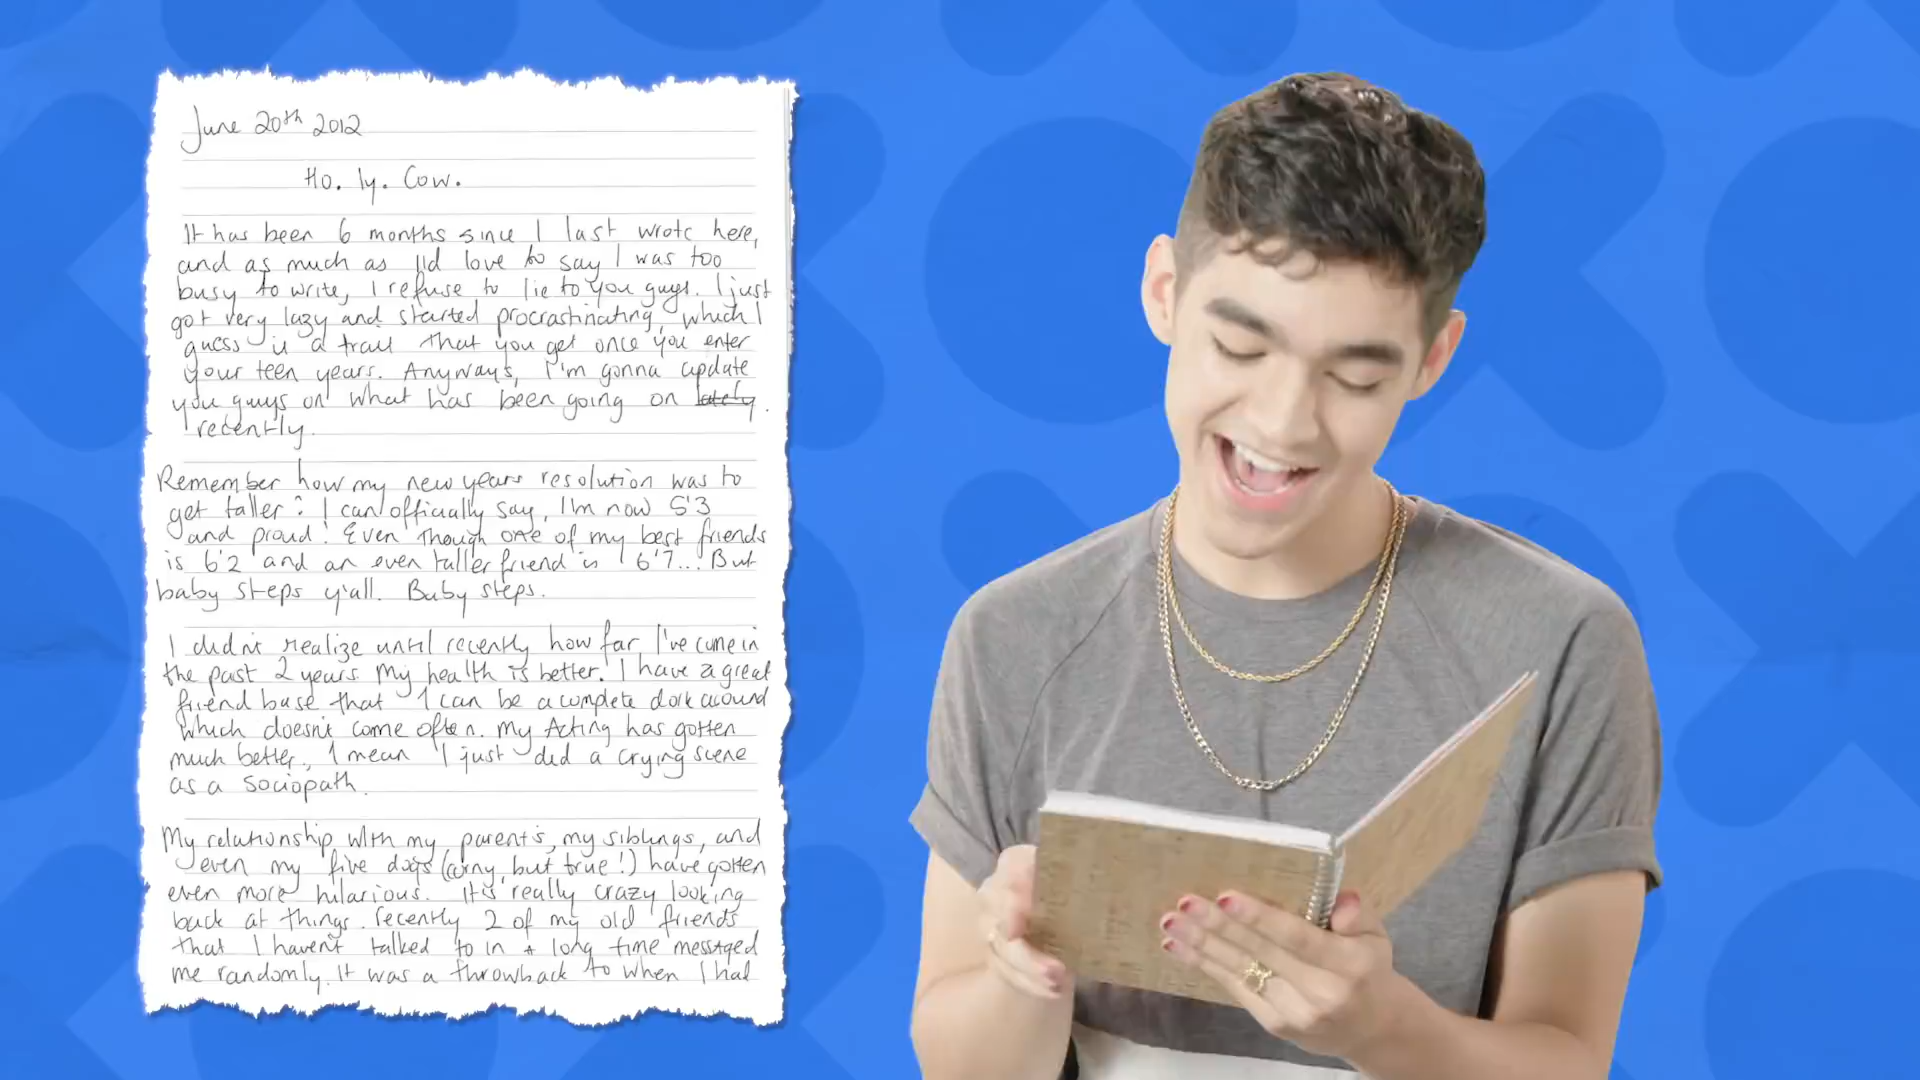 June 20th 2012
Ho. ly. Cow.
It has been 6 months since I last wrote here,
and as much as I'd love to say I was too
busy to write, I refuse to lie to you guys. I just
got very lazy and started procrastinating, which I
guess is a trait that you get once you enter
your teen years. Anyways, I'm gonna update
you guys on what has been going on lately.
recently.
Remember how my new years resolution was to
get taller? I can officially say, I'm now 5'3
and proud! Even though one of my best friends
is 6'2 and an even taller friend is 6'7... But
baby steps y'all. Baby steps.
I didn't realize until recently how far I've come in
the past 2 years. My health is better. I have a great
friend base that I can be a complete dork around
which doesn't come often. My Acting has gotten
much better, I mean I just did a crying scene
as a sociopath.
My relationship with my parents, my siblings, and
even my five dogs (corny, but true!) have gotten
even more hilarious. It's really crazy looking
back at things. recently 2 of my old friends
that I haven't talked to in a long time messaged
me randomly. It was a throwback to when I had